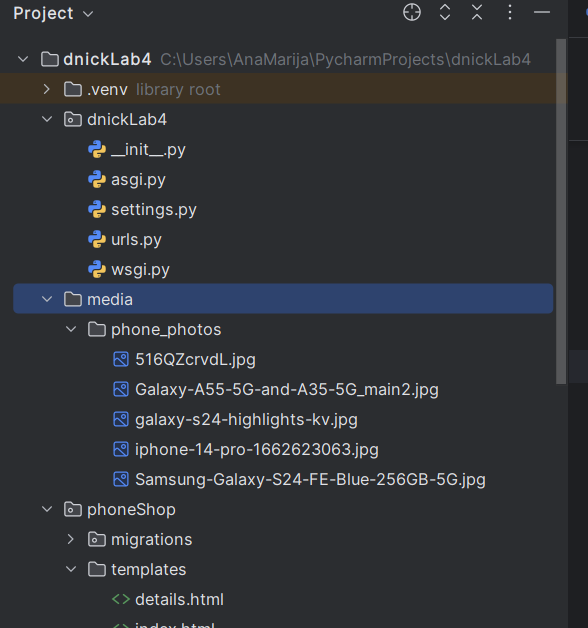 Project
dnickLab4 C:\Users\AnaMarija\PycharmProjects\dnickLab4
.venv library root
dnickLab4
__init__.py
asgi.py
settings.py
urls.py
wsgi.py
media
phone_photos
516QZcrvdL.jpg
Galaxy-A55-5G-and-A35-5G_main2.jpg
galaxy-s24-highlights-kv.jpg
iphone-14-pro-1662623063.jpg
Samsung-Galaxy-S24-FE-Blue-256GB-5G.jpg
phoneShop
migrations
templates
details.html
index.html